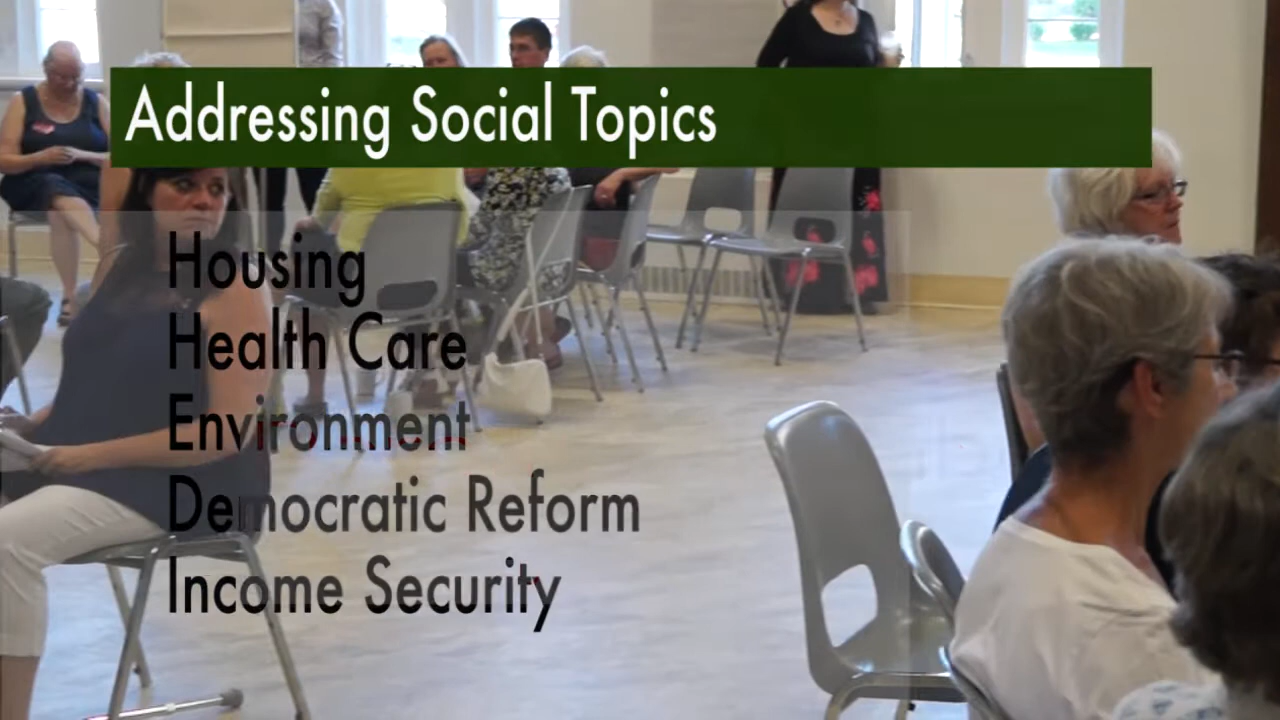 Addressing Social Topics
Housing
Health Care
Environment
Democratic Reform
Income Security